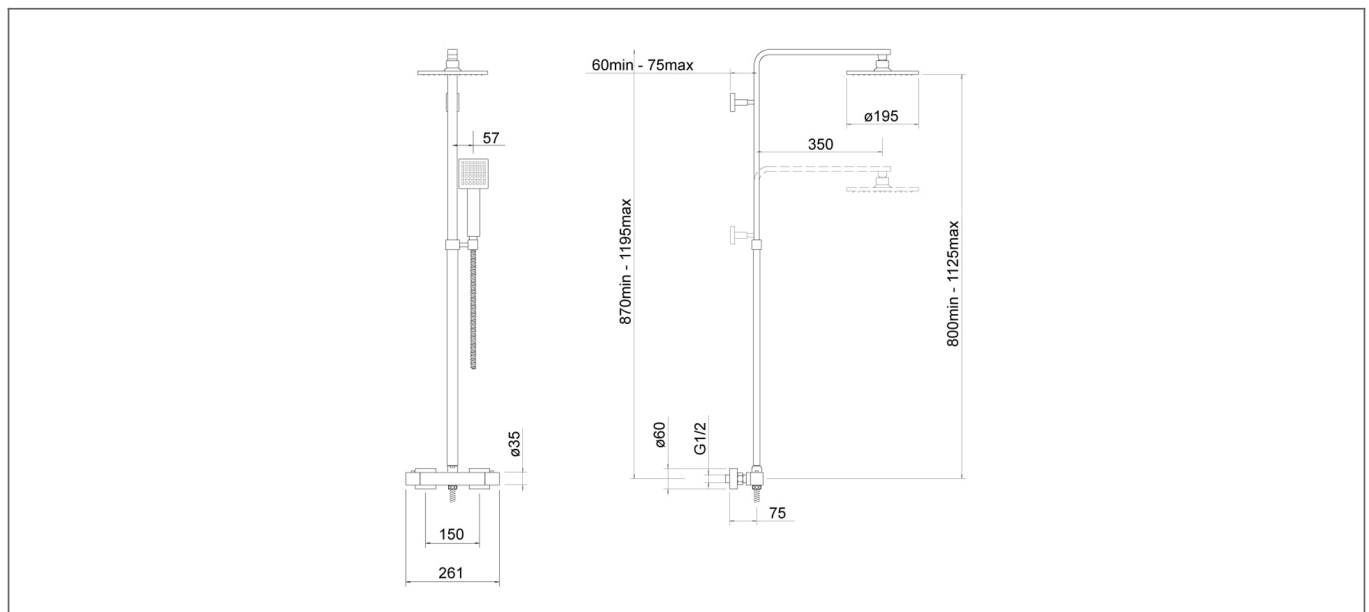 60min - 75max
ø195
57
350
870min - 1195max
800min - 1125max
ø35
ø60
G1/2
75
150
261